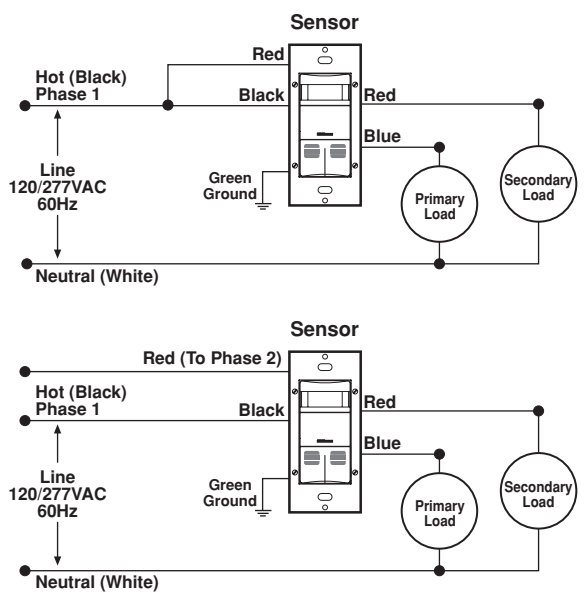 Sensor
Red
Hot (Black)
Phase 1
Black
Red
Blue
Line
120/277VAC
60Hz
Green
Ground
Primary
Load
Secondary
Load
Neutral (White)
Sensor
Red (To Phase 2)
Hot (Black)
Phase 1
Black
Red
Blue
Line
120/277VAC
60Hz
Green
Ground
Primary
Load
Secondary
Load
Neutral (White)